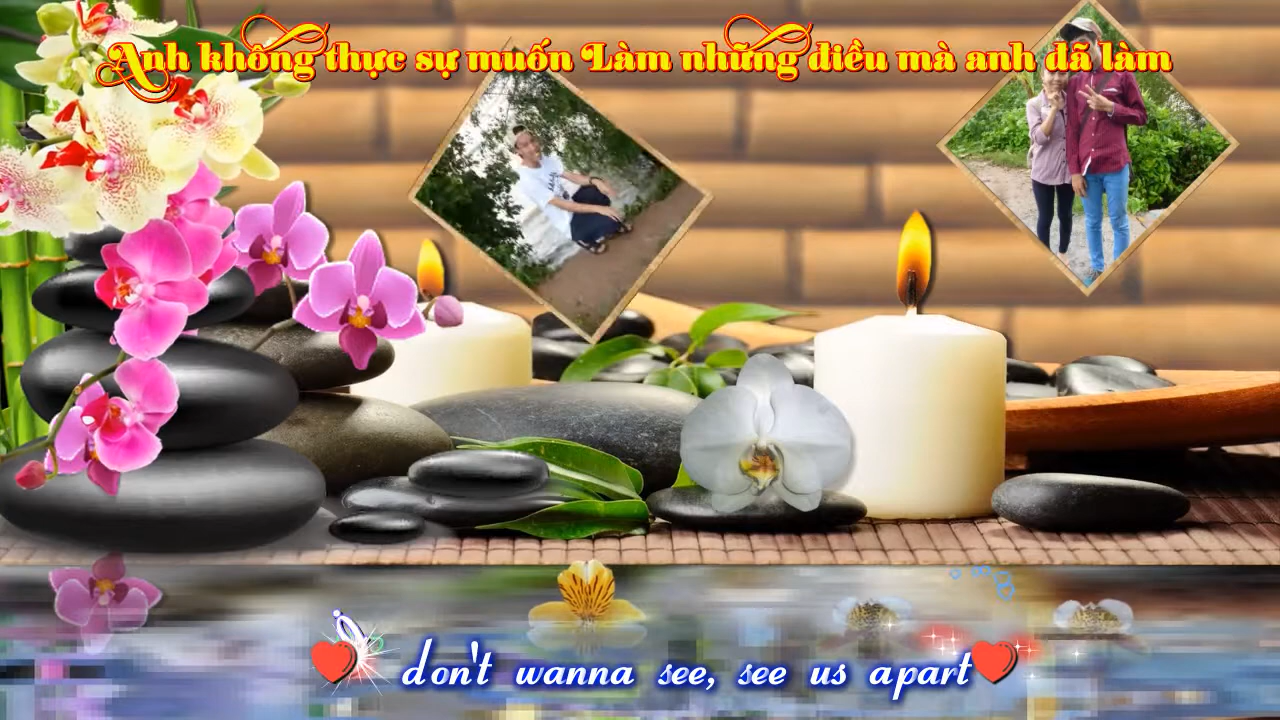 Anh không thực sự muốn Làm những điều mà anh đã làm
don't wanna see, see us apart